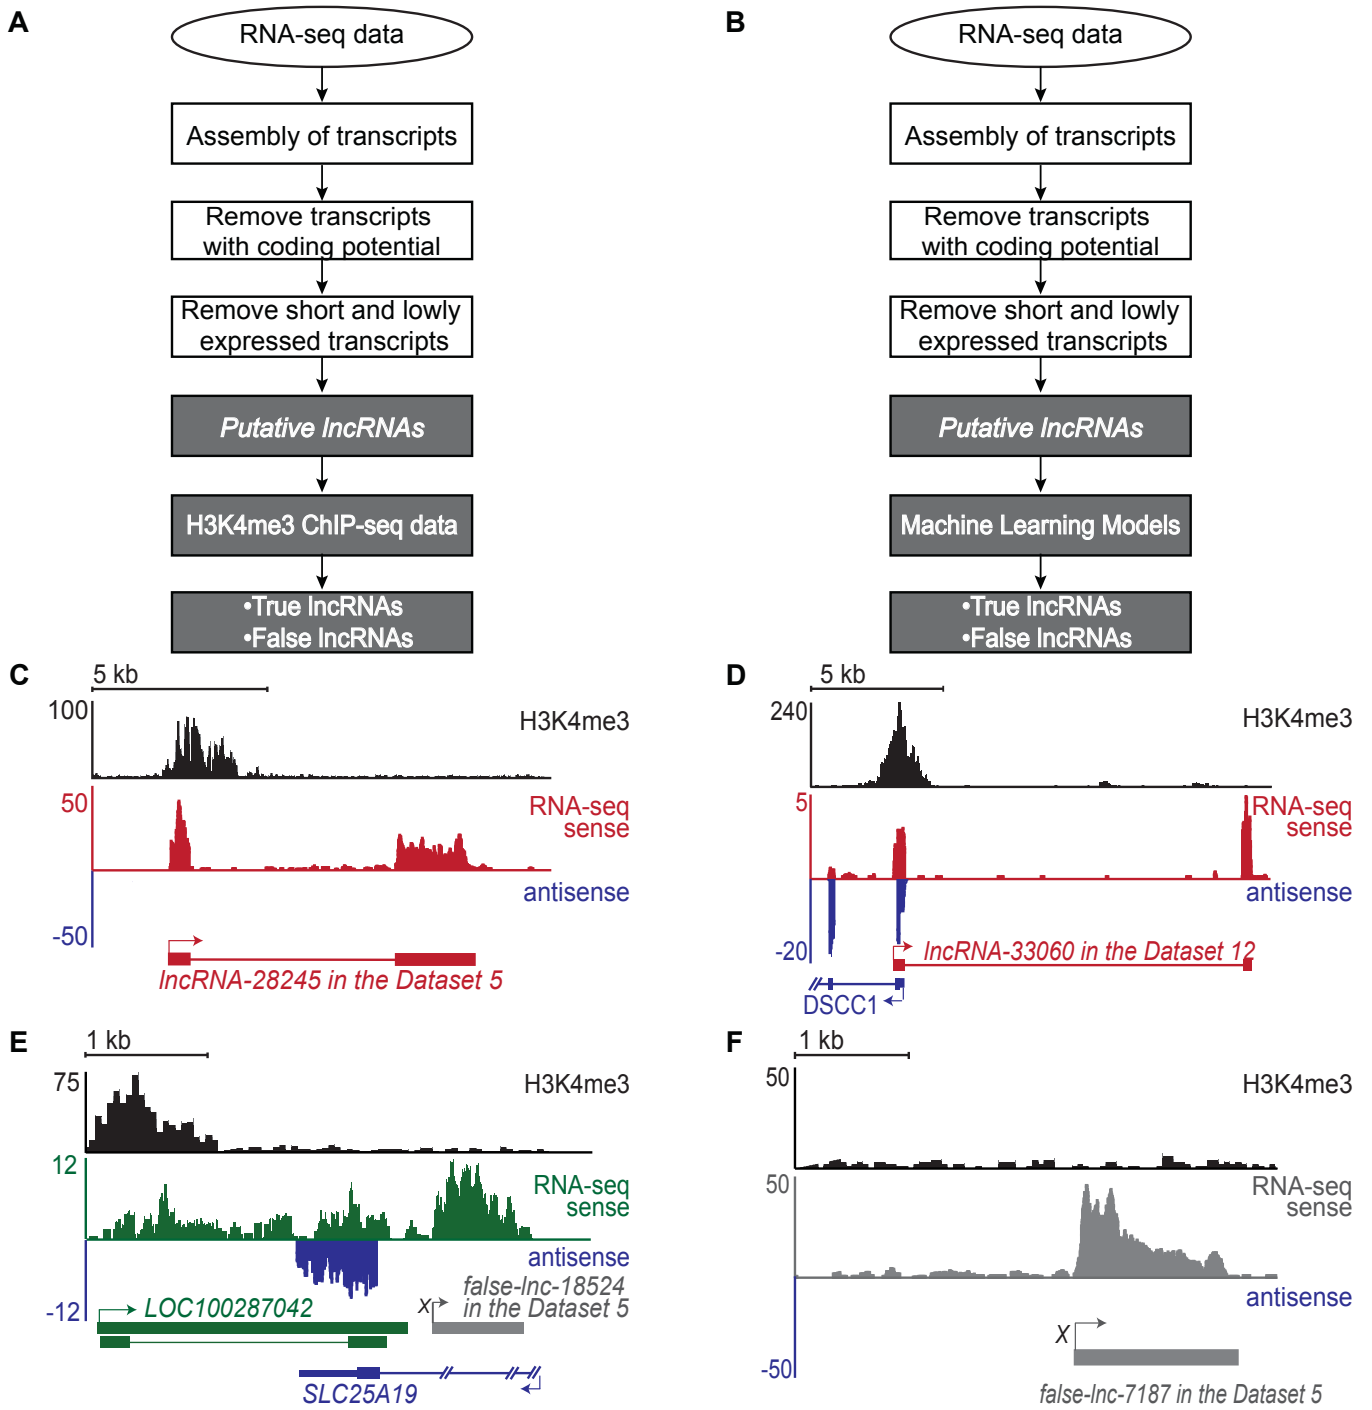 A
RNA-seq data
Assembly of transcripts
Remove transcripts
with coding potential
Remove short and lowly
expressed transcripts
Putative lncRNAs
H3K4me3 ChIP-seq data
•True lncRNAs
•False lncRNAs
B
RNA-seq data
Assembly of transcripts
Remove transcripts
with coding potential
Remove short and lowly
expressed transcripts
Putative lncRNAs
Machine Learning Models
•True lncRNAs
•False lncRNAs
C
5 kb
100
H3K4me3
50
RNA-seq
sense
antisense
-50
lncRNA-28245 in the Dataset 5
D
5 kb
240
H3K4me3
5
RNA-seq
sense
antisense
-20
lncRNA-33060 in the Dataset 12
DSCC1
E
1 kb
75
H3K4me3
12
RNA-seq
sense
antisense
-12
false-lnc-18524
in the Dataset 5
X
LOC100287042
SLC25A19
F
1 kb
50
H3K4me3
50
RNA-seq
sense
antisense
-50
X
false-lnc-7187 in the Dataset 5